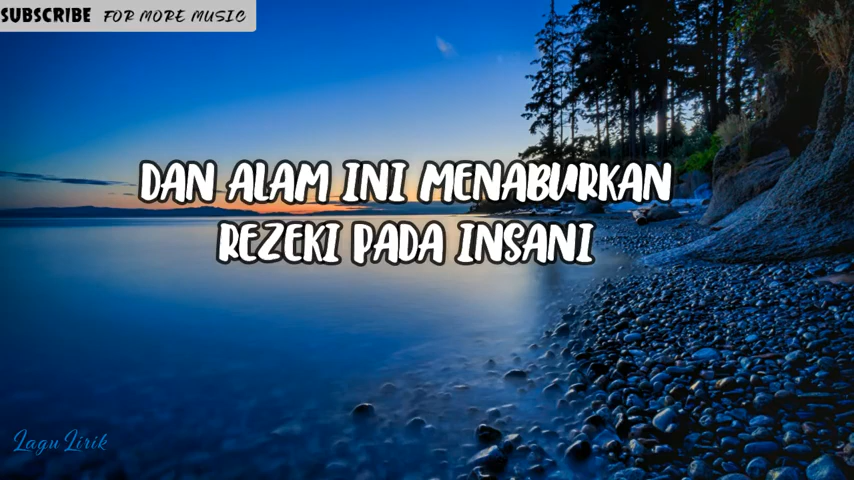 SUBSCRIBE FOR MORE MUSIC
DAN ALAM INI MENABURKAN
REZEKI PADA INSANI
Lagu Lirik